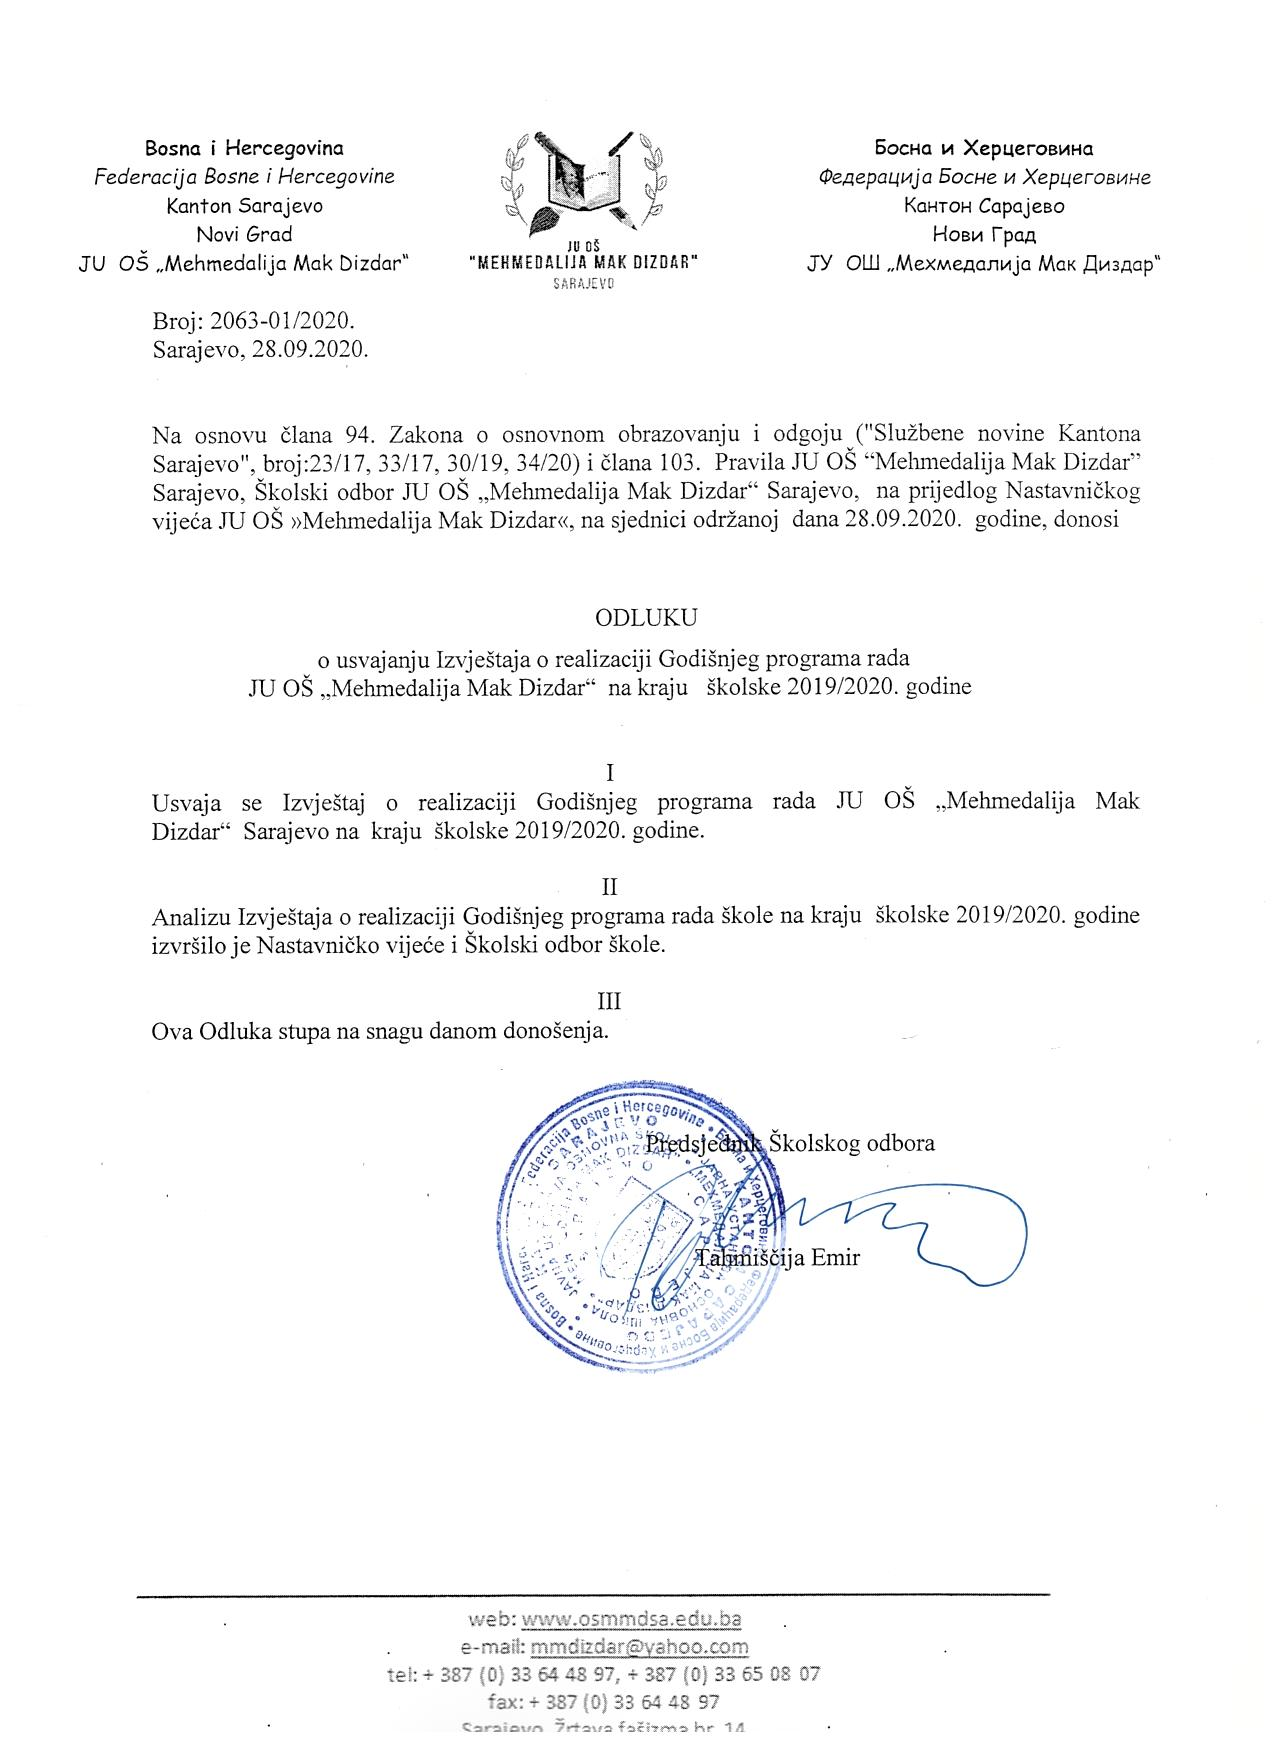 Bosna i Hercegovina
Federacija Bosne i Hercegovine
Kanton Sarajevo
Novi Grad
JU OŠ „Mehmedalija Mak Dizdar“
JU OŠ
"MEHMEDALIJA MAK DIZDAR"
SARAJEVO
Босна и Херцеговина
Федерација Босне и Херцеговине
Кантон Сарајево
Нови Град
ЈУ ОШ „Мехмедалија Мак Диздар“
Broj: 2063-01/2020.
Sarajevo, 28.09.2020.
Na osnovu člana 94. Zakona o osnovnom obrazovanju i odgoju ("Službene novine Kantona
Sarajevo", broj:23/17, 33/17, 30/19, 34/20) i člana 103. Pravila JU OŠ “Mehmedalija Mak Dizdar”
Sarajevo, Školski odbor JU OŠ „Mehmedalija Mak Dizdar“ Sarajevo, na prijedlog Nastavničkog
vijeća JU OŠ »Mehmedalija Mak Dizdar«, na sjednici održanoj dana 28.09.2020. godine, donosi
ODLUKU
o usvajanju Izvještaja o realizaciji Godišnjeg programa rada
JU OŠ „Mehmedalija Mak Dizdar“ na kraju školske 2019/2020. godine
I
Usvaja se Izvještaj o realizaciji Godišnjeg programa rada JU OŠ „Mehmedalija Mak
Dizdar“ Sarajevo na kraju školske 2019/2020. godine.
II
Analizu Izvještaja o realizaciji Godišnjeg programa rada škole na kraju školske 2019/2020. godine
izvršilo je Nastavničko vijeće i Školski odbor škole.
III
Ova Odluka stupa na snagu danom donošenja.
Predsjednik Školskog odbora
Tahmiščija Emir
Federacija Bosne i Hercegovine
SARAJEVO
web: www.osmmdsa.edu.ba
e-mail: mmdizdar@yahoo.com
tel: + 387 (0) 33 64 48 97, + 387 (0) 33 65 08 07
fax: + 387 (0) 33 64 48 97
Sarajevo, Žrtava fašizma br. 14